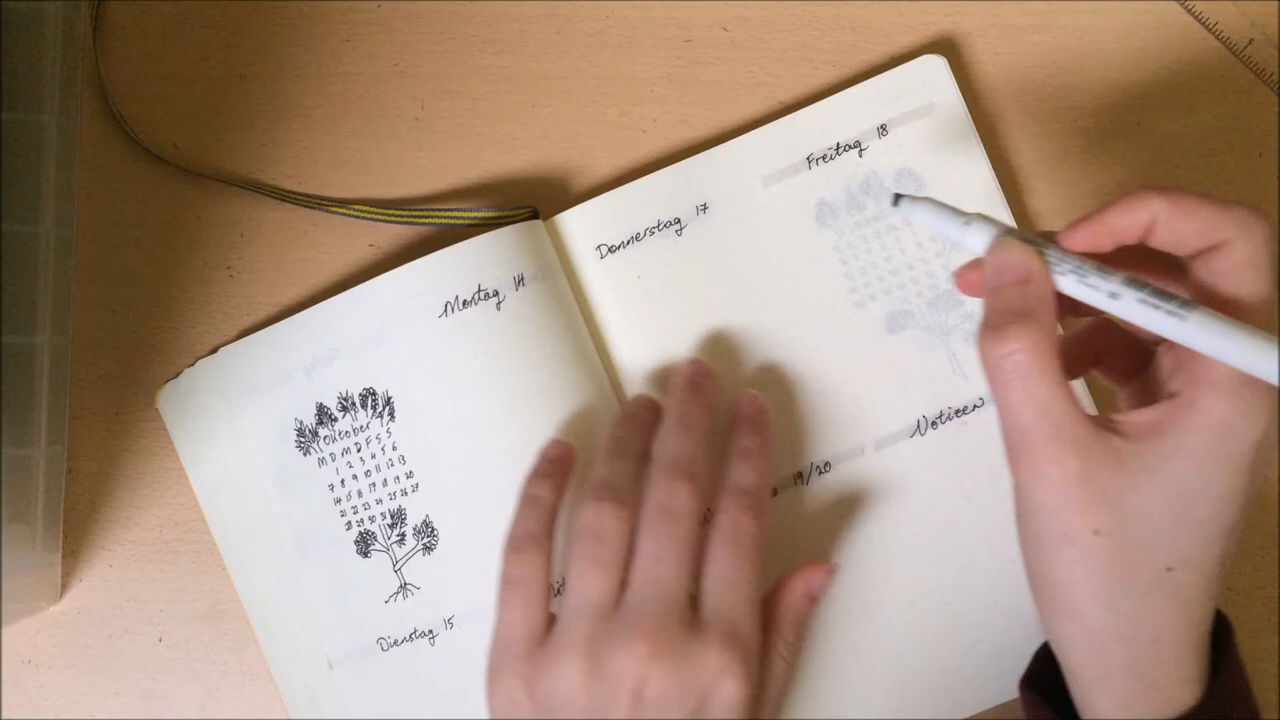 Montag 14
Oktober
M D M D F S S
1 2 3 4 5 6
7 8 9 10 11 12 13
14 15 16 17 18 19 20
21 22 23 24 25 26 27
28 29 30 31
Dienstag 15
Donnerstag 17
Freitag 18
19/20
Notizen